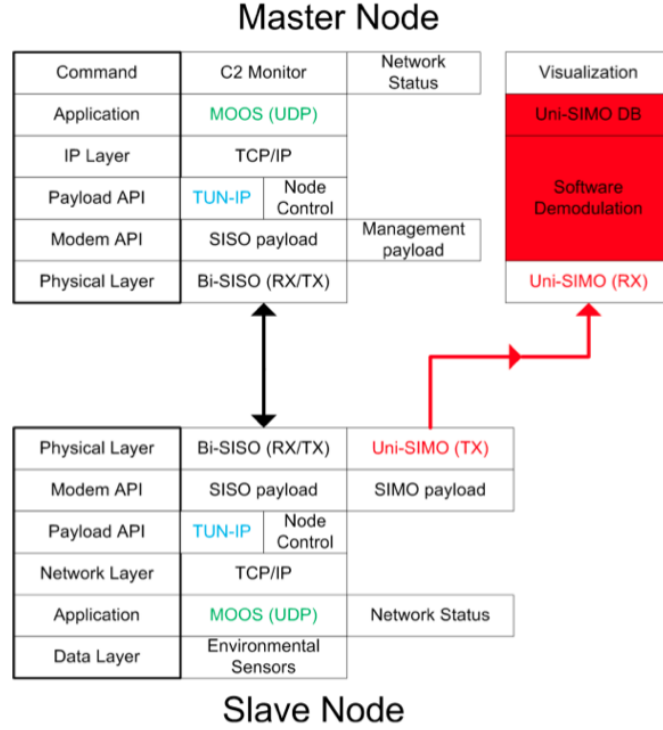 Master Node
Command
C2 Monitor
Network
Status
Visualization
Application
MOOS (UDP)
Uni-SIMO DB
IP Layer
TCP/IP
Payload API
TUN-IP
Node
Control
Software
Demodulation
Modem API
SISO payload
Management
payload
Physical Layer
Bi-SISO (RX/TX)
Uni-SIMO (RX)
Physical Layer
Bi-SISO (RX/TX)
Uni-SIMO (TX)
Modem API
SISO payload
SIMO payload
Payload API
TUN-IP
Node
Control
Network Layer
TCP/IP
Application
MOOS (UDP)
Network Status
Data Layer
Environmental
Sensors
Slave Node